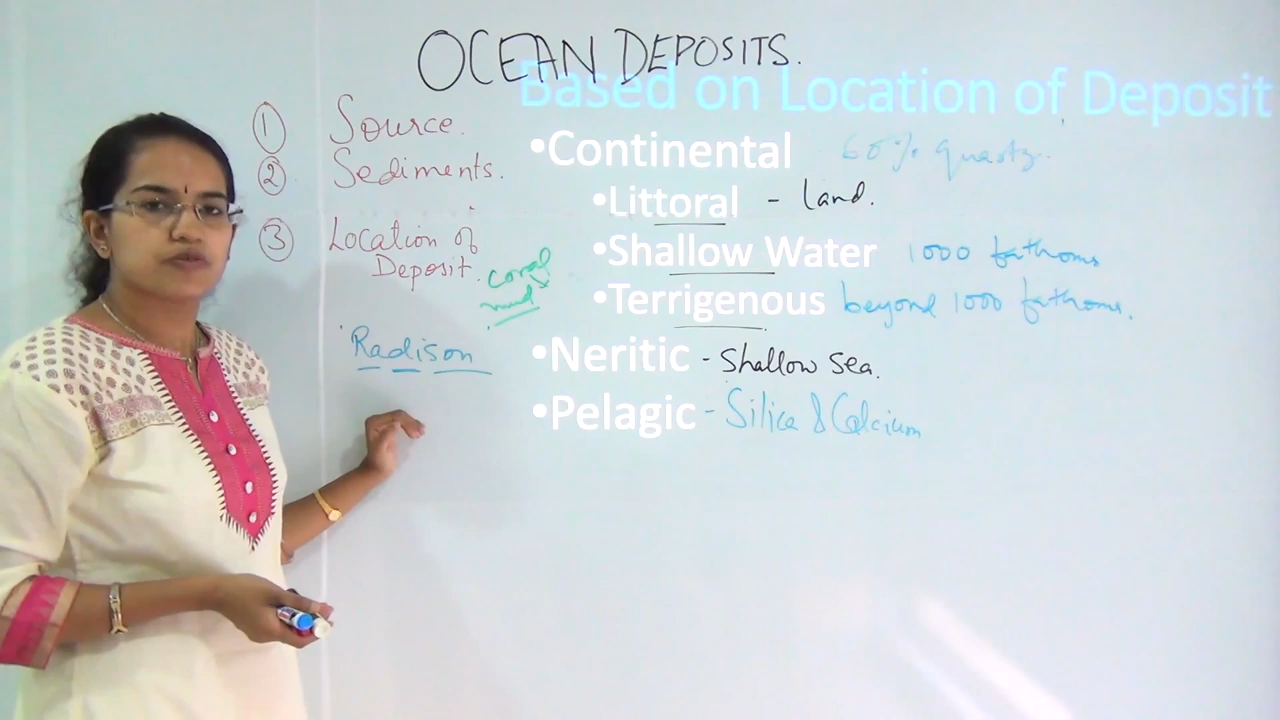 OCEAN DEPOSITS.
Based on Location of Deposit
① Source.
② Sediments.
③ Location of
Deposit.
coral
mud
Radison
•Continental 60% quartz.
•Littoral - land.
•Shallow Water 1000 fathoms
•Terrigenous beyond 1000 fathoms.
•Neritic - Shallow sea.
•Pelagic - Silica & Calcium